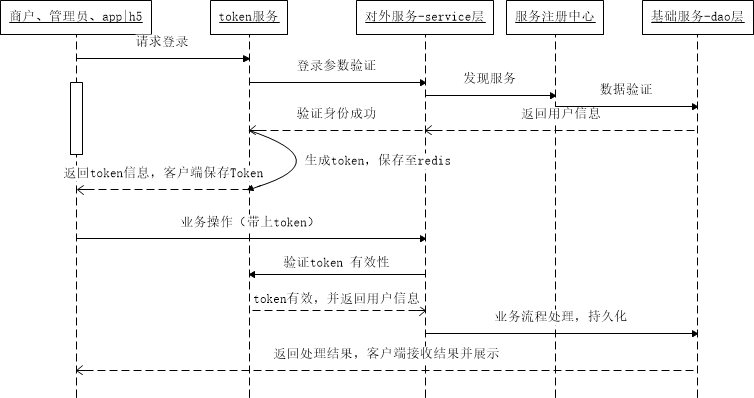 商户、管理员、app|h5
token服务
对外服务-service层
服务注册中心
基础服务-dao层
请求登录
登录参数验证
发现服务
数据验证
验证身份成功
返回用户信息
生成token，保存至redis
返回token信息，客户端保存Token
业务操作（带上token）
验证token 有效性
token有效，并返回用户信息
业务流程处理，持久化
返回处理结果，客户端接收结果并展示